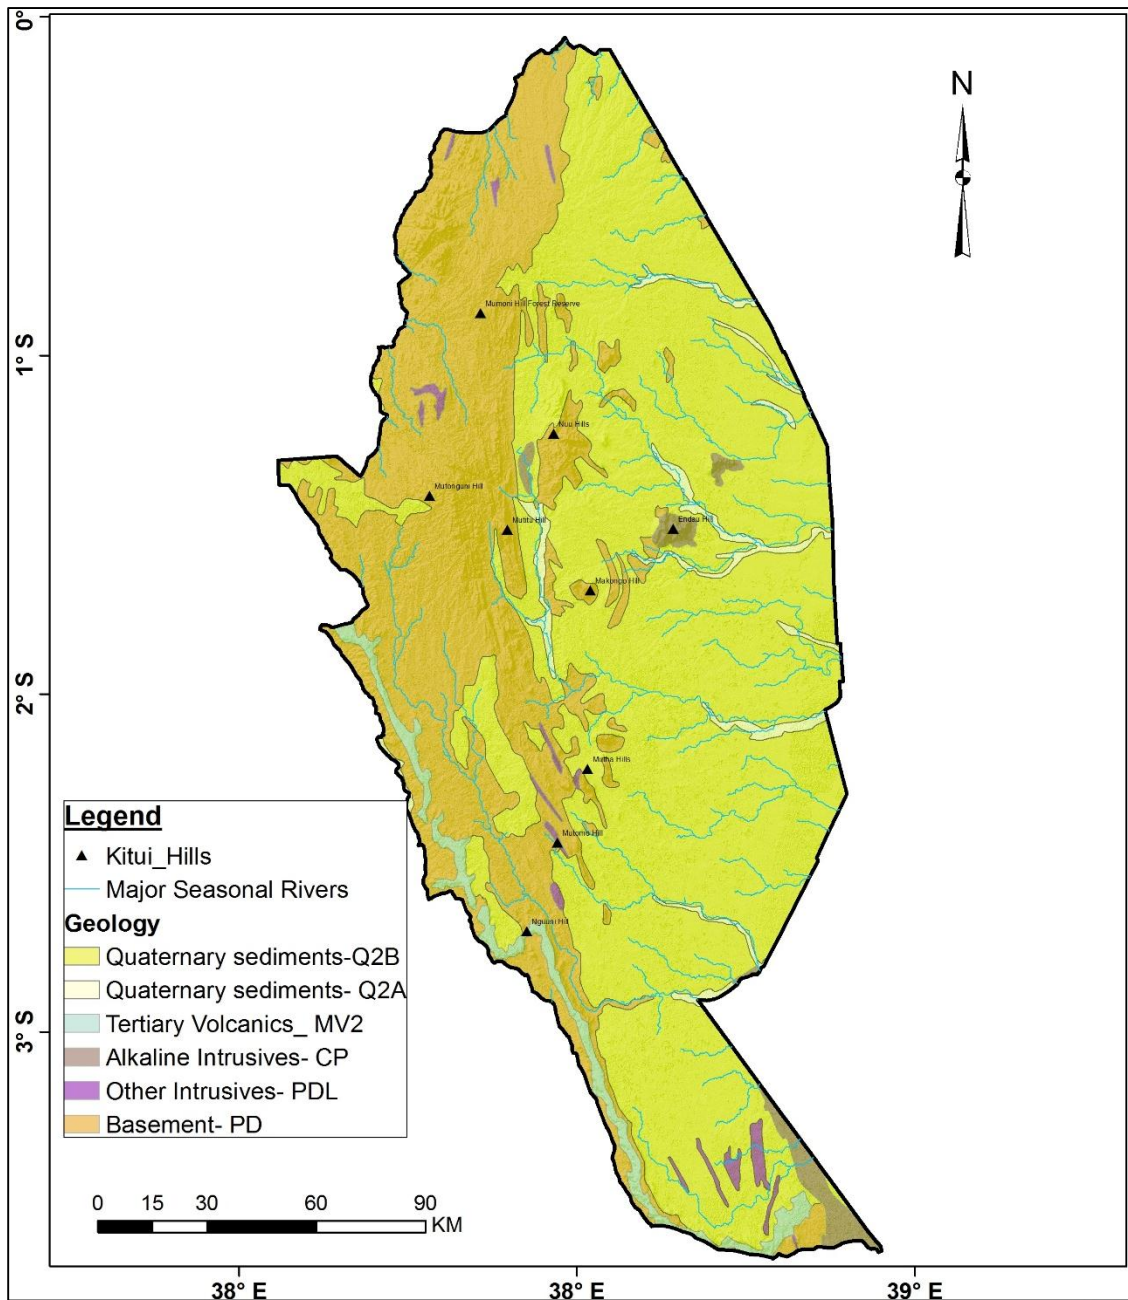 0°
N
Mumoni Hill Forest Reserve
1°S
Nuu Hills
Mutonguni Hill
Mutitu Hill
Endau Hill
Makongo Hill
2°S
Mutha Hills
Mutomo Hill
Nguuni Hill
Legend
Kitui_Hills
Major Seasonal Rivers
Geology
Quaternary sediments-Q2B
Quaternary sediments- Q2A
Tertiary Volcanics_ MV2
Alkaline Intrusives- CP
Other Intrusives- PDL
Basement- PD
3° S
0 15 30 60 90
KM
38° E 38° E 39° E